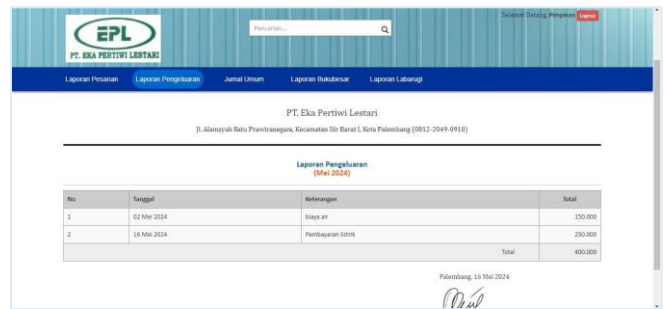 EPL
PT. EKA PERTIWI LESTARI
Pencarian...
Selamat Datang, Pimpinan Logout
Laporan Pesanan Laporan Pengeluaran Jurnal Umum Laporan Bukubesar Laporan Labarugi
PT. Eka Pertiwi Lestari
Jl. Alamsyah Ratu Prawiranegara, Kecamatan Ilir Barat I, Kota Palembang (0812-2049-0910)
Laporan Pengeluaran
(Mei 2024)
No Tanggal Keterangan Total
1 02 Mei 2024 biaya air 150.000
2 16 Mei 2024 Pembayaran listrik 250.000
Total 400.000
Palembang, 16 Mei 2024